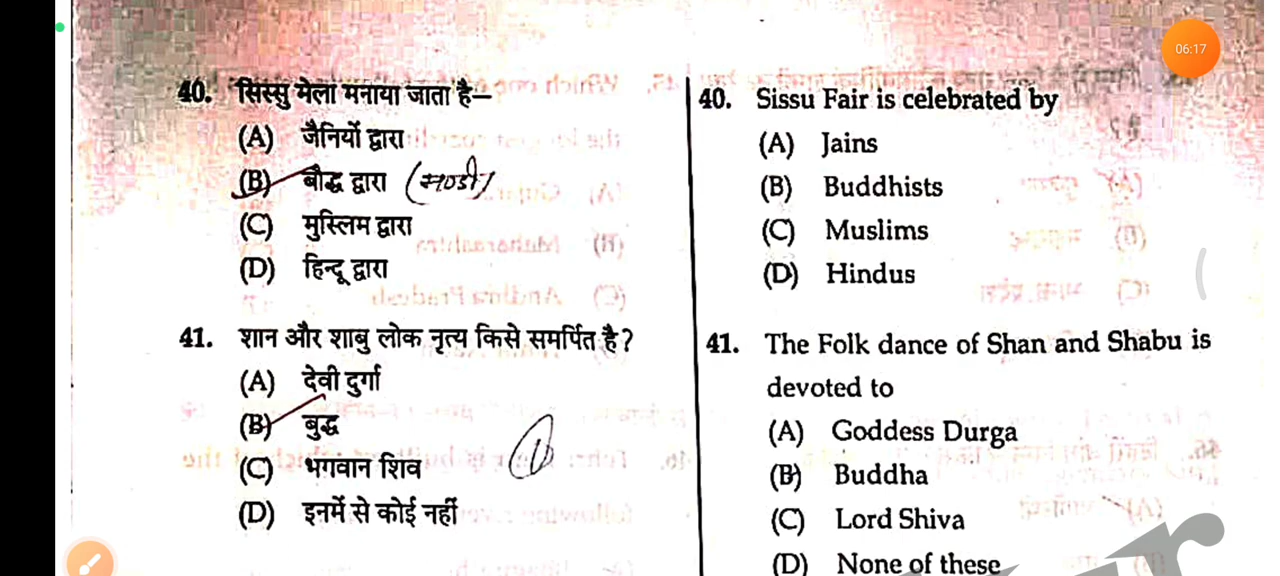 06:17
40. सिस्सु मेला मनाया जाता है—
(A) जैनियों द्वारा
(B) बौद्ध द्वारा (मण्डी)
(C) मुस्लिम द्वारा
(D) हिन्दू द्वारा
41. शान और शाबु लोक नृत्य किसे समर्पित है?
(A) देवी दुर्गा
(B) बुद्ध
(C) भगवान शिव
(D) इनमें से कोई नहीं
40. Sissu Fair is celebrated by
(A) Jains
(B) Buddhists
(C) Muslims
(D) Hindus
41. The Folk dance of Shan and Shabu is
devoted to
(A) Goddess Durga
(B) Buddha
(C) Lord Shiva
(D) None of these